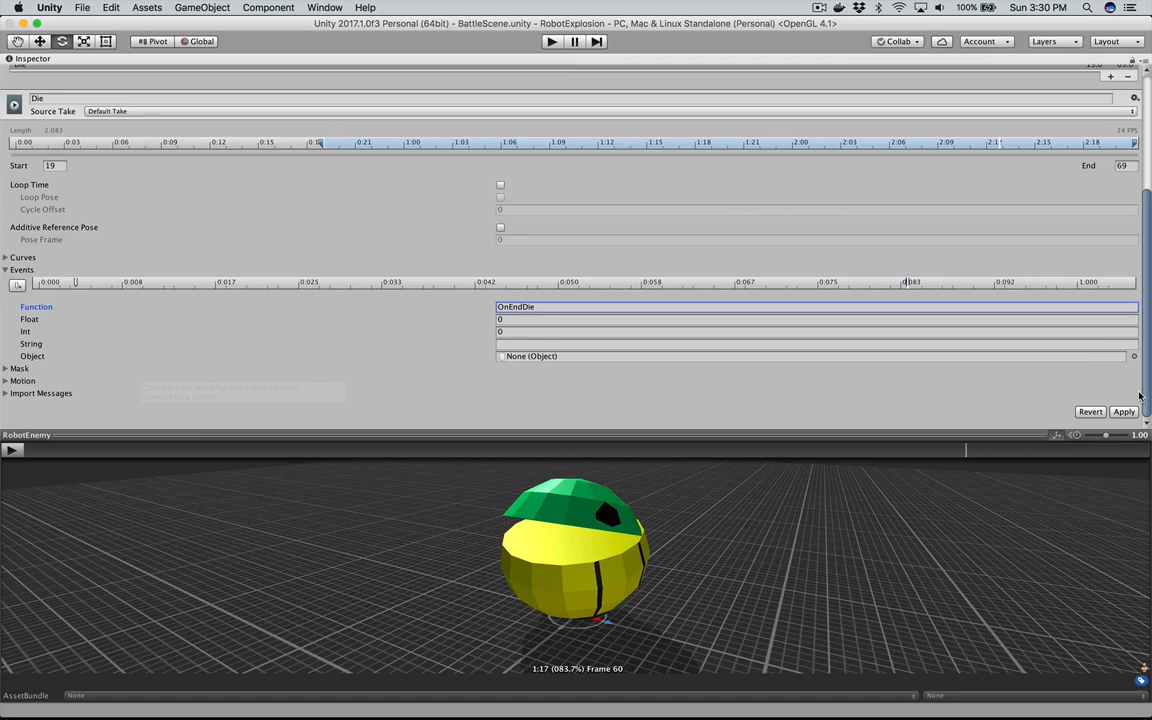 Unity File Edit Assets GameObject Component Window Help 100% Sun 3:30 PM
Unity 2017.1.0f3 Personal (64bit) - BattleScene.unity - RobotExplosion - PC, Mac & Linux Standalone (Personal) <OpenGL 4.1>
Pivot Global Collab Account Layers Layout
Inspector
Die
Source Take Default Take
Length 2.083 24 FPS
0:00 0:03 0:06 0:09 0:12 0:15 0:21 1:00 1:03 1:06 1:09 1:12 1:15 1:18 1:21 2:00 2:03 2:06 2:09 2:15 2:18
Start 19 End 69
Loop Time
Loop Pose
Cycle Offset 0
Additive Reference Pose
Pose Frame 0
Curves
Events
0:000 0:008 0:017 0:025 0:033 0:042 0:050 0:058 0:067 0:075 0:083 0:092 1:000
Function OnEndDie
Float 0
Int 0
String
Object None (Object)
Mask
Motion
Import Messages
Revert Apply
RobotEnemy 1.00
1:17 (083.7%) Frame 60
AssetBundle None None